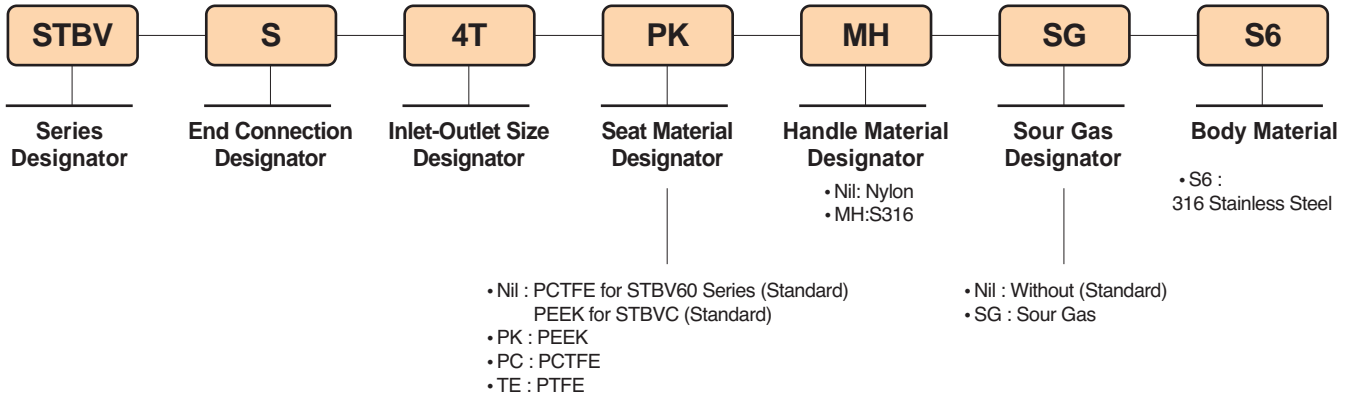 STBV S 4T PK MH SG S6
Series Designator
End Connection Designator
Inlet-Outlet Size Designator
Seat Material Designator
Handle Material Designator
Sour Gas Designator
Body Material
• Nil: Nylon
• MH:S316
• S6 :
316 Stainless Steel
• Nil : PCTFE for STBV60 Series (Standard)
PEEK for STBVC (Standard)
• PK : PEEK
• PC : PCTFE
• TE : PTFE
• Nil : Without (Standard)
• SG : Sour Gas